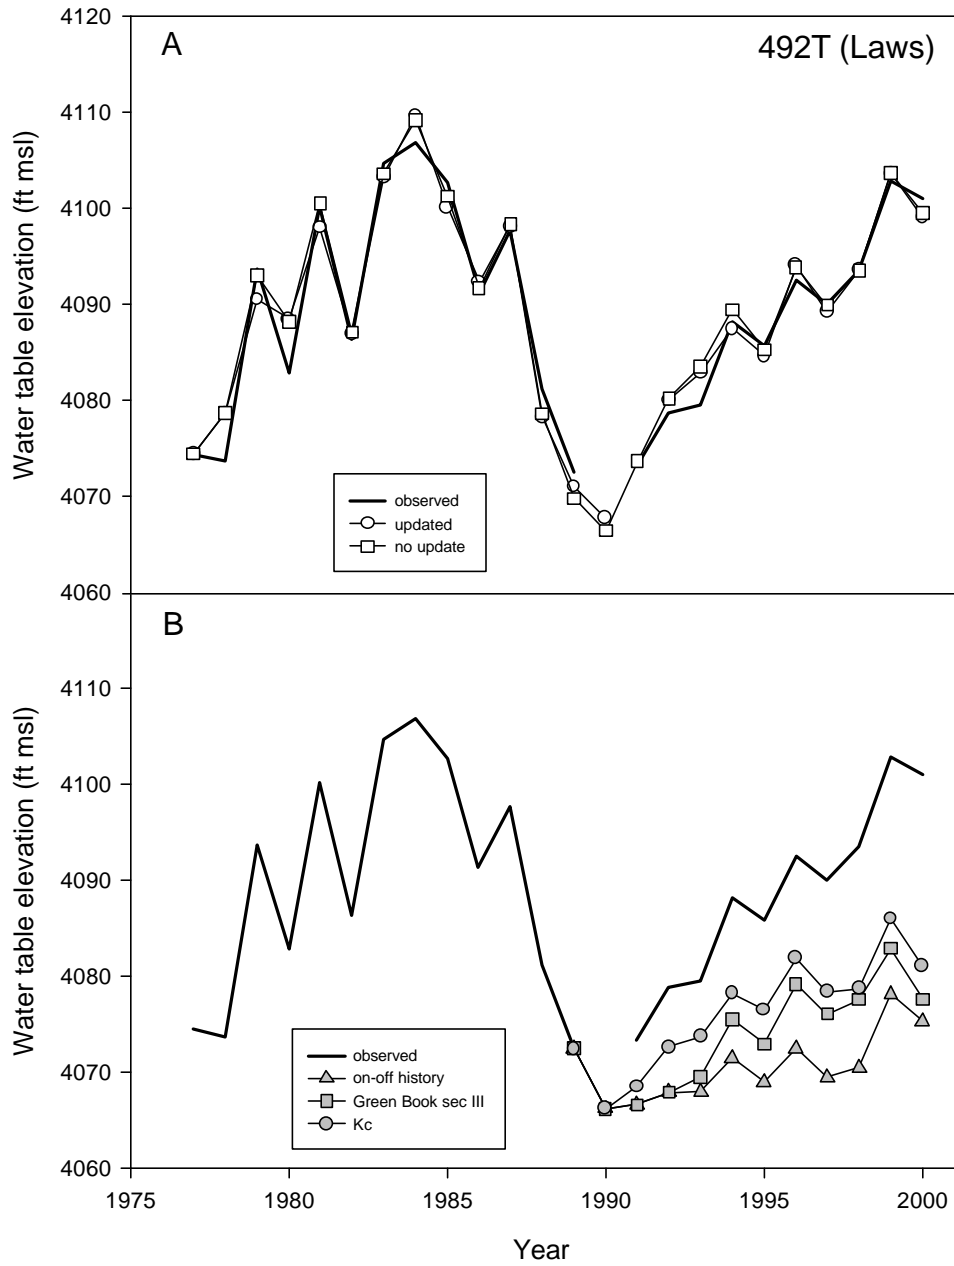 A
492T (Laws)
Water table elevation (ft msl)
4120
4110
4100
4090
4080
4070
4060
observed
updated
no update
B
Water table elevation (ft msl)
4110
4100
4090
4080
4070
4060
observed
on-off history
Green Book sec III
Kc
1975 1980 1985 1990 1995 2000
Year